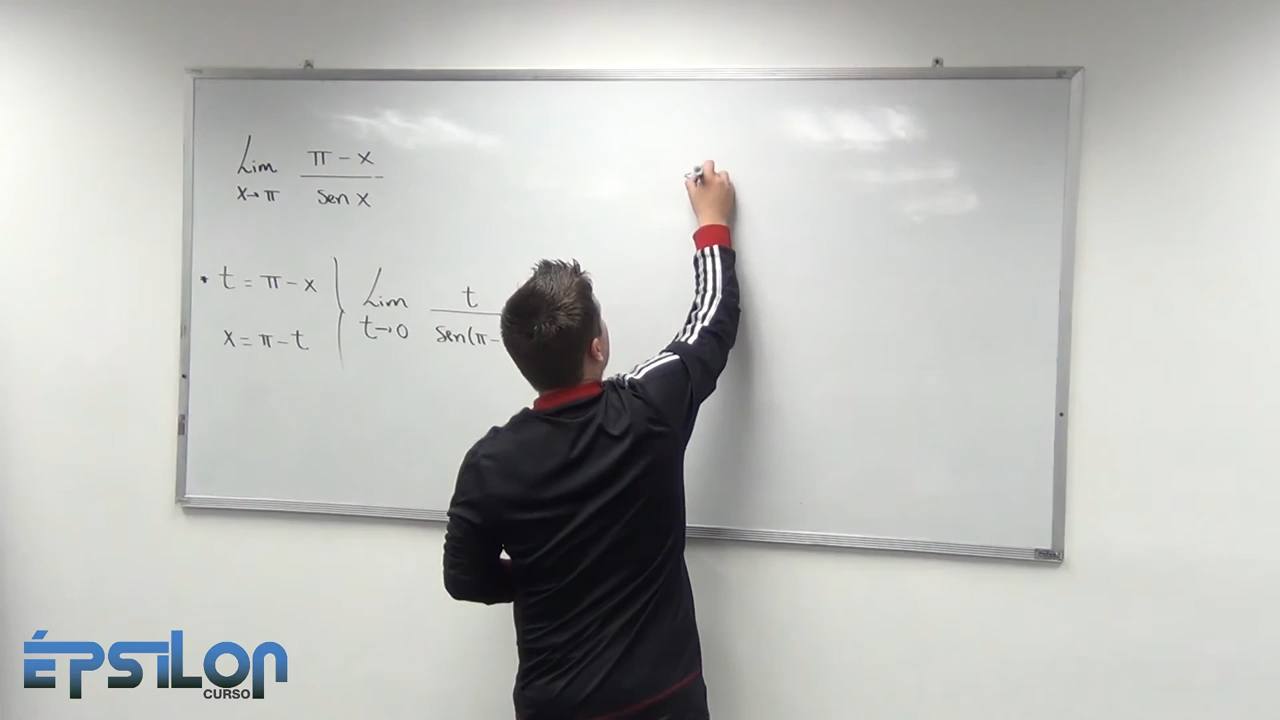 Lim π - x
x→π sen x
• t = π - x Lim t
x = π - t t→0 sen(π -
ÉPSILON
CURSO